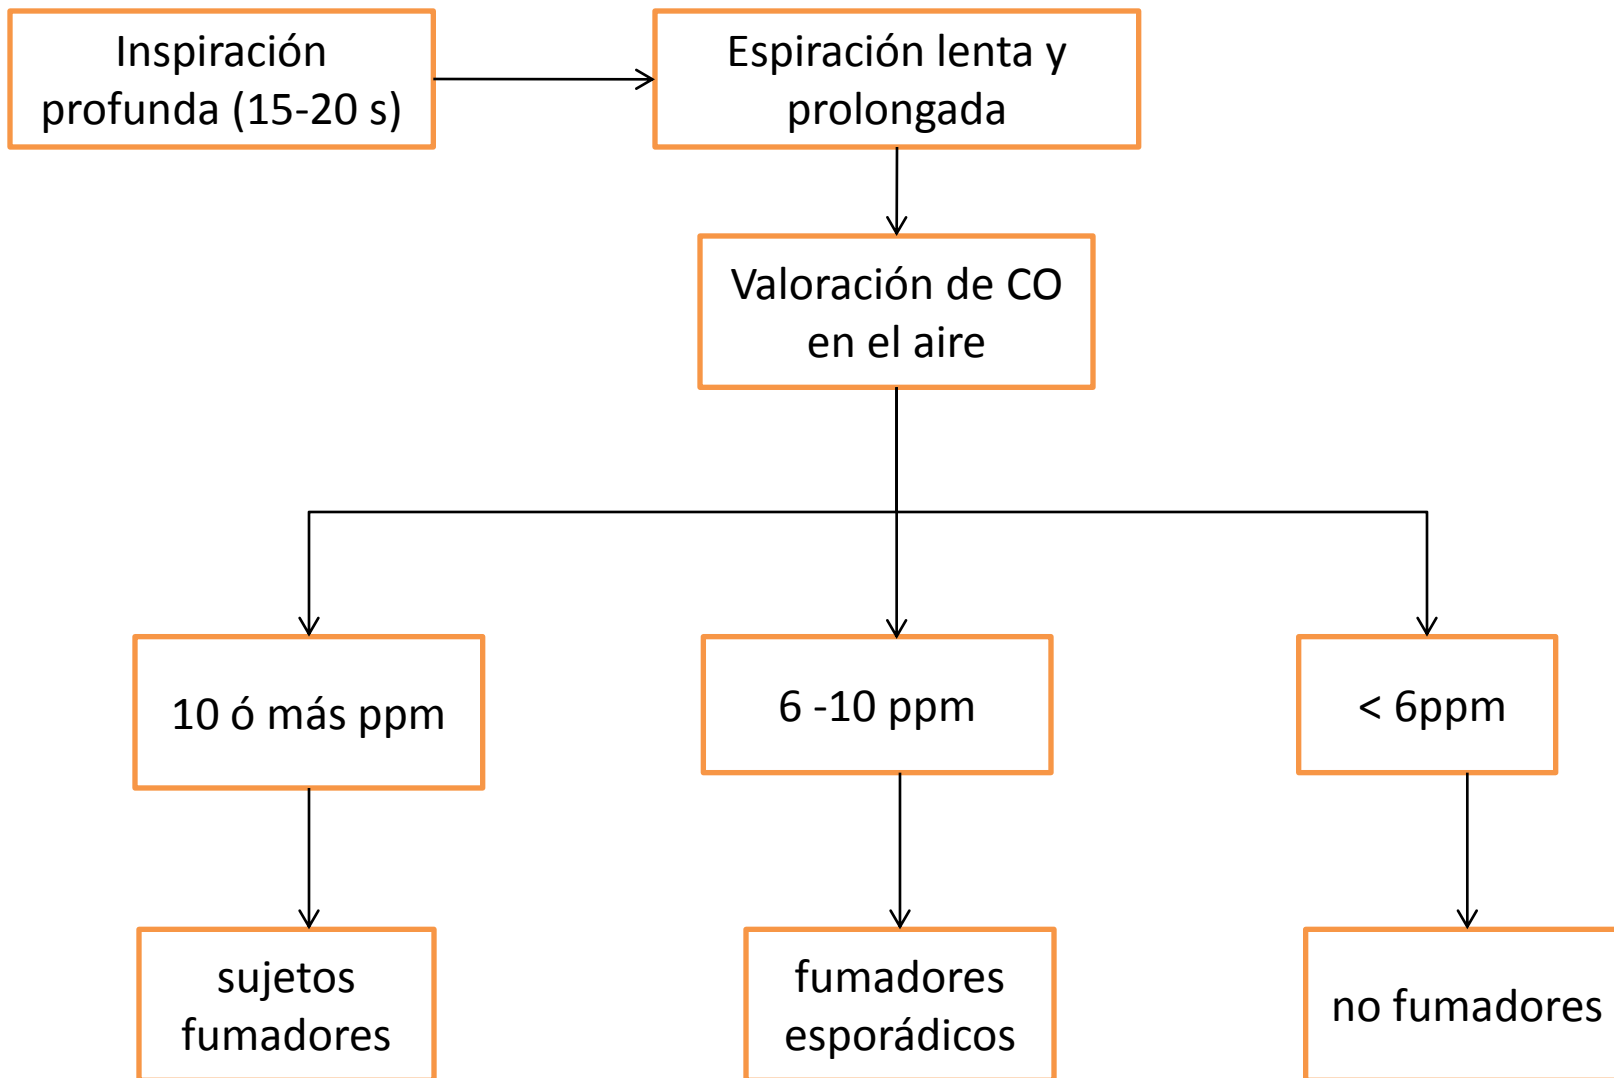 Inspiración
profunda (15-20 s)
Espiración lenta y
prolongada
Valoración de CO
en el aire
10 ó más ppm
6 -10 ppm
< 6ppm
sujetos
fumadores
fumadores
esporádicos
no fumadores